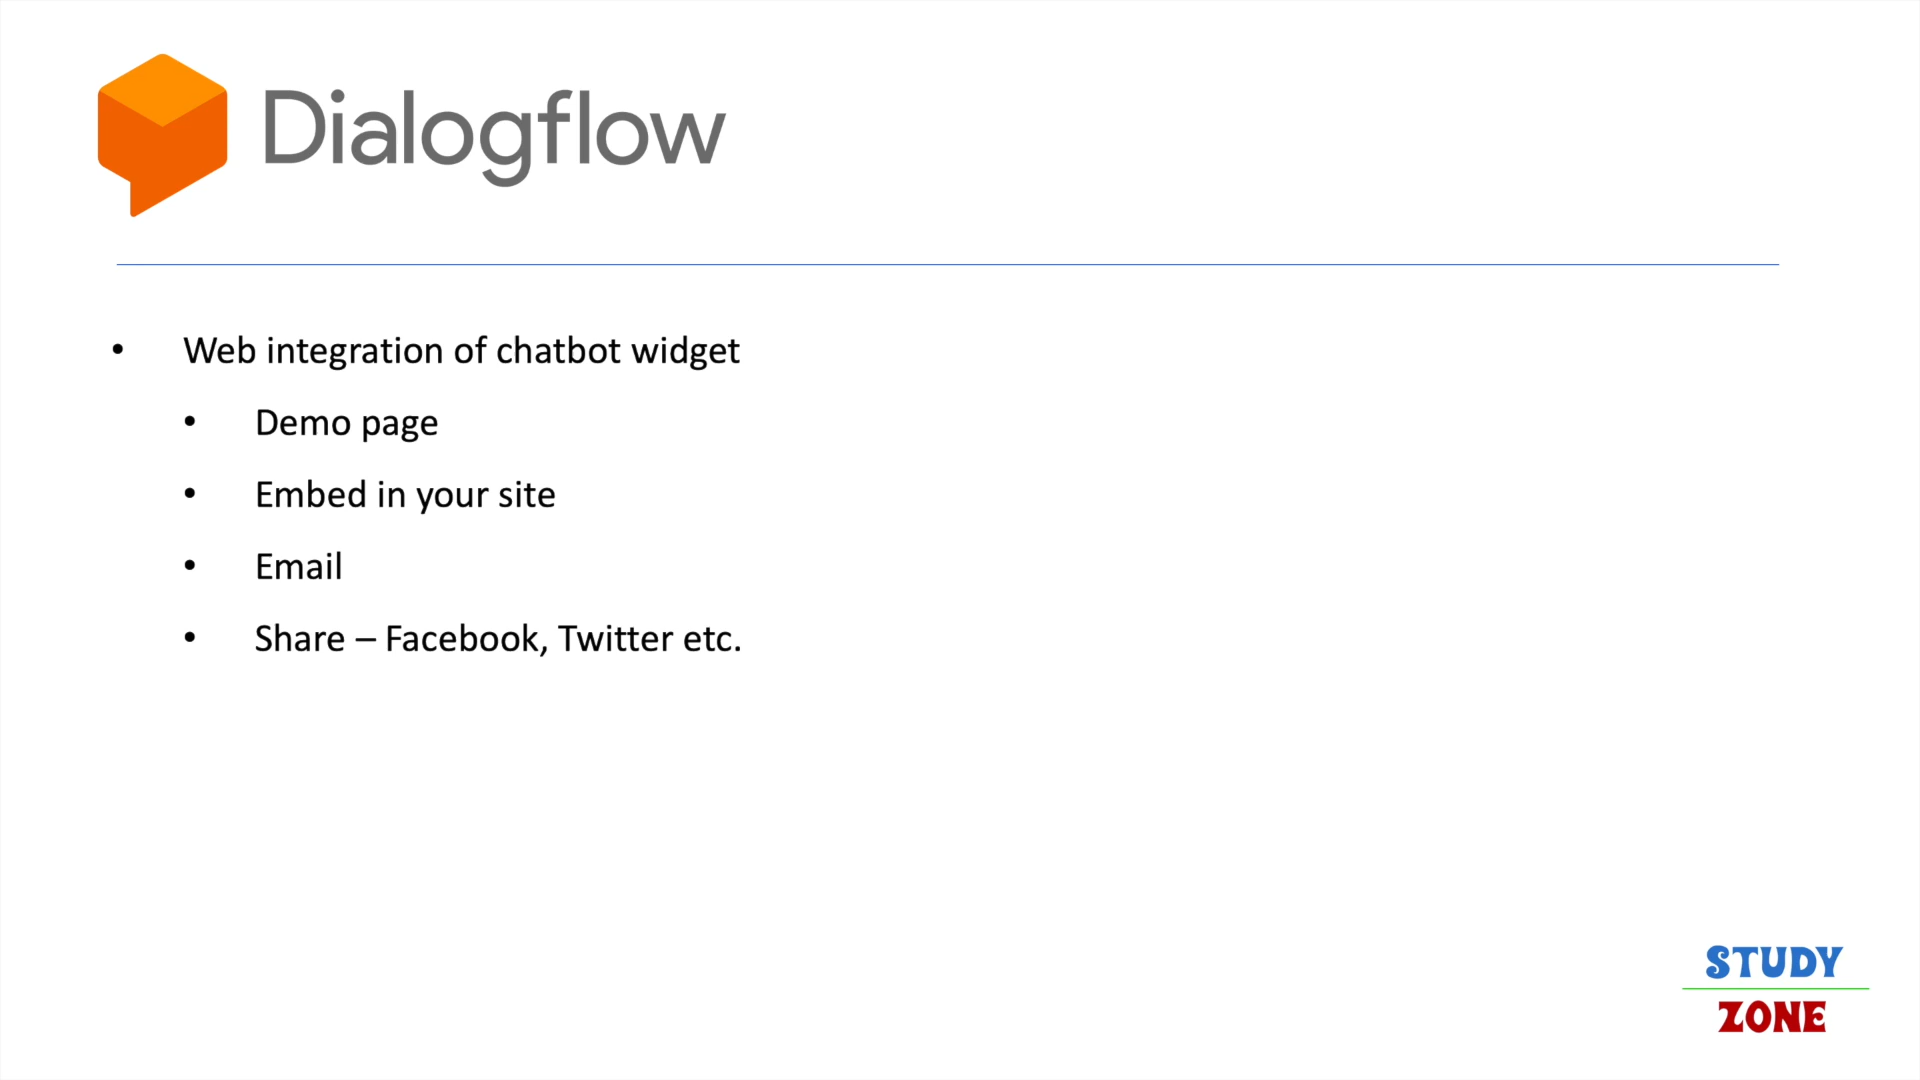 Dialogflow
• Web integration of chatbot widget
• Demo page
• Embed in your site
• Email
• Share – Facebook, Twitter etc.
STUDY
ZONE